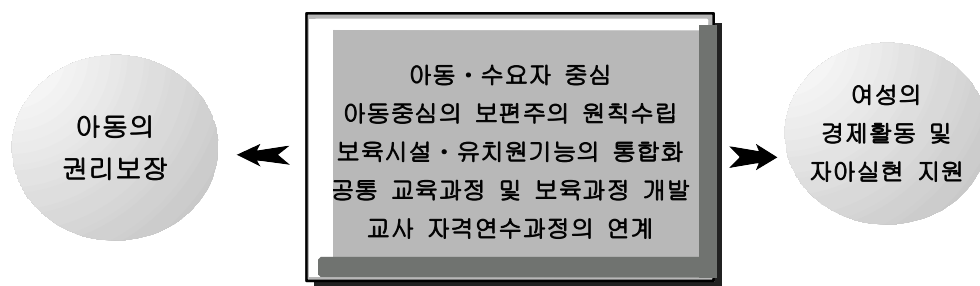 아동의
권리보장
아동·수요자 중심
아동중심의 보편주의 원칙수립
보육시설·유치원기능의 통합화
공통 교육과정 및 보육과정 개발
교사 자격연수과정의 연계
여성의
경제활동 및
자아실현 지원